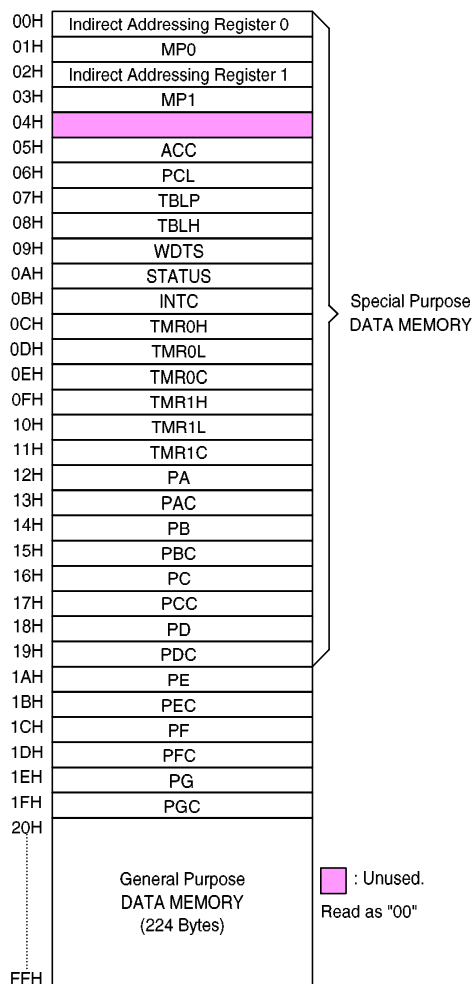 00H Indirect Addressing Register 0
01H MP0
02H Indirect Addressing Register 1
03H MP1
04H
05H ACC
06H PCL
07H TBLP
08H TBLH
09H WDTS
0AH STATUS
0BH INTC
0CH TMR0H
0DH TMR0L
0EH TMR0C
0FH TMR1H
10H TMR1L
11H TMR1C
12H PA
13H PAC
14H PB
15H PBC
16H PC
17H PCC
18H PD
19H PDC
1AH PE
1BH PEC
1CH PF
1DH PFC
1EH PG
1FH PGC
20H
Special Purpose
DATA MEMORY
General Purpose
DATA MEMORY
(224 Bytes)
FFH
: Unused.
Read as "00"